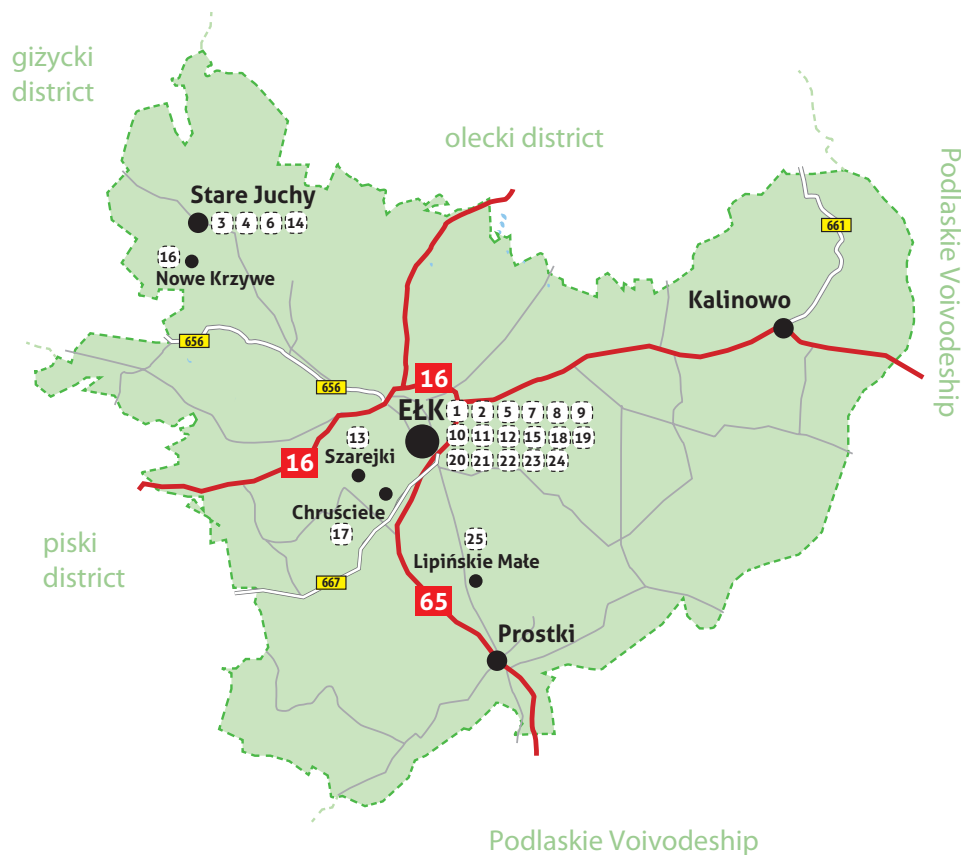 giżycki
district
olecki district
Podlaskie Voivodeship
661
Stare Juchy
3 4 6 14
16
Nowe Krzywe
Kalinowo
656
656
16
EŁK
1 2 5 7 8 9
10 11 12 15 18 19
20 21 22 23 24
13
Szarejki
16
Chruściele
17
25
Lipińskie Małe
piski
district
667
65
Prostki
Podlaskie Voivodeship